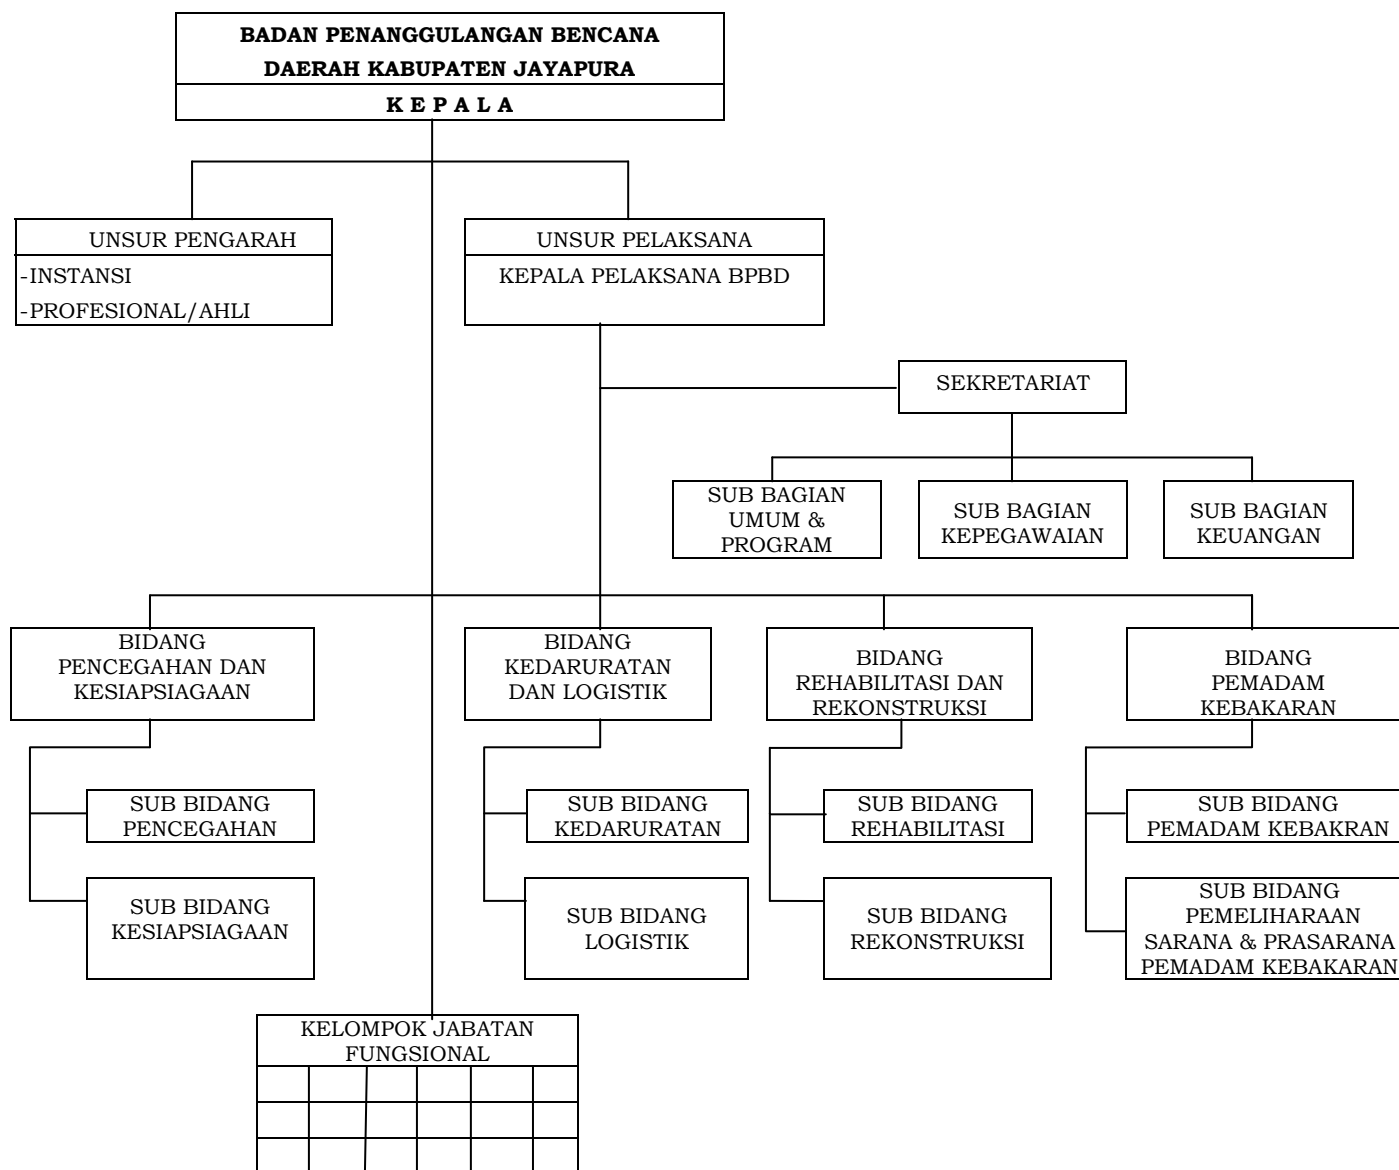 BADAN PENANGGULANGAN BENCANA
DAERAH KABUPATEN JAYAPURA
K E P A L A
UNSUR PENGARAH
-INSTANSI
-PROFESIONAL/AHLI
UNSUR PELAKSANA
KEPALA PELAKSANA BPBD
SEKRETARIAT
SUB BAGIAN
UMUM &
PROGRAM
SUB BAGIAN
KEPEGAWAIAN
SUB BAGIAN
KEUANGAN
BIDANG
PENCEGAHAN DAN
KESIAPSIAGAAN
BIDANG
KEDARURATAN
DAN LOGISTIK
BIDANG
REHABILITASI DAN
REKONSTRUKSI
BIDANG
PEMADAM
KEBAKARAN
SUB BIDANG
PENCEGAHAN
SUB BIDANG
KEDARURATAN
SUB BIDANG
REHABILITASI
SUB BIDANG
PEMADAM KEBAKRAN
SUB BIDANG
KESIAPSIAGAAN
SUB BIDANG
LOGISTIK
SUB BIDANG
REKONSTRUKSI
SUB BIDANG
PEMELIHARAAN
SARANA & PRASARANA
PEMADAM KEBAKARAN
KELOMPOK JABATAN
FUNGSIONAL